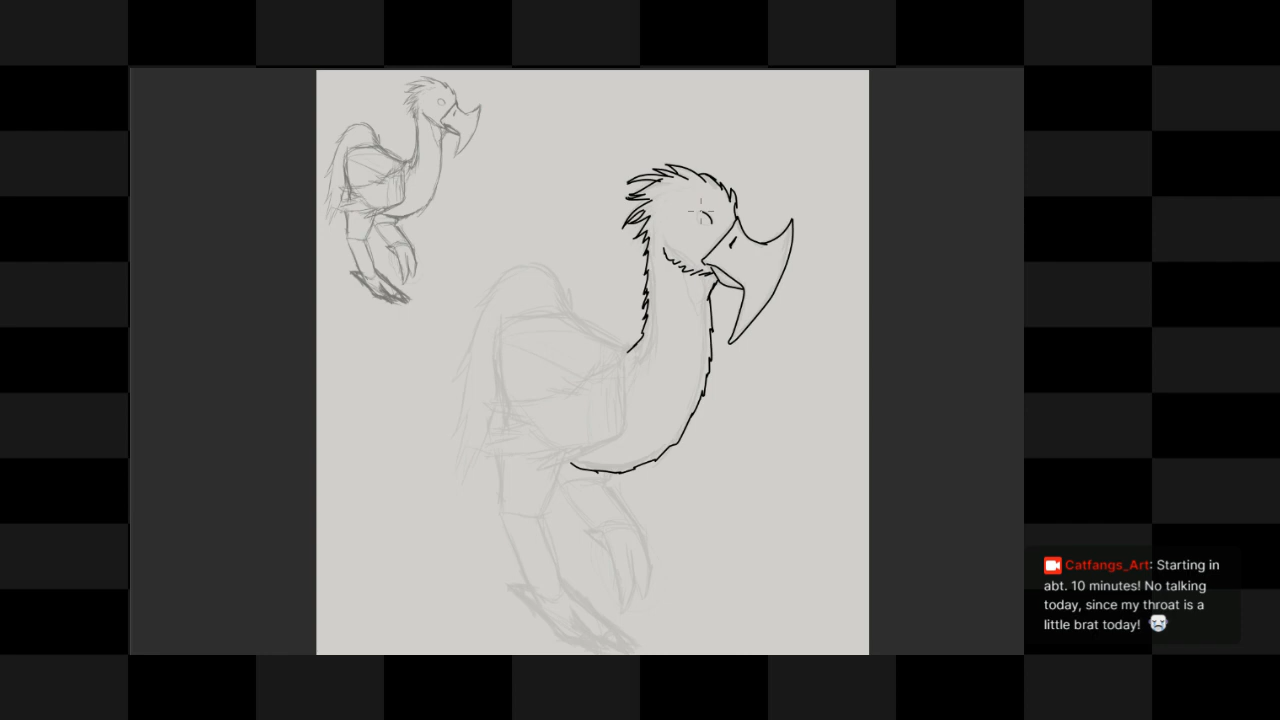 Catfangs_Art: Starting in
abt. 10 minutes! No talking
today, since my throat is a
little brat today!